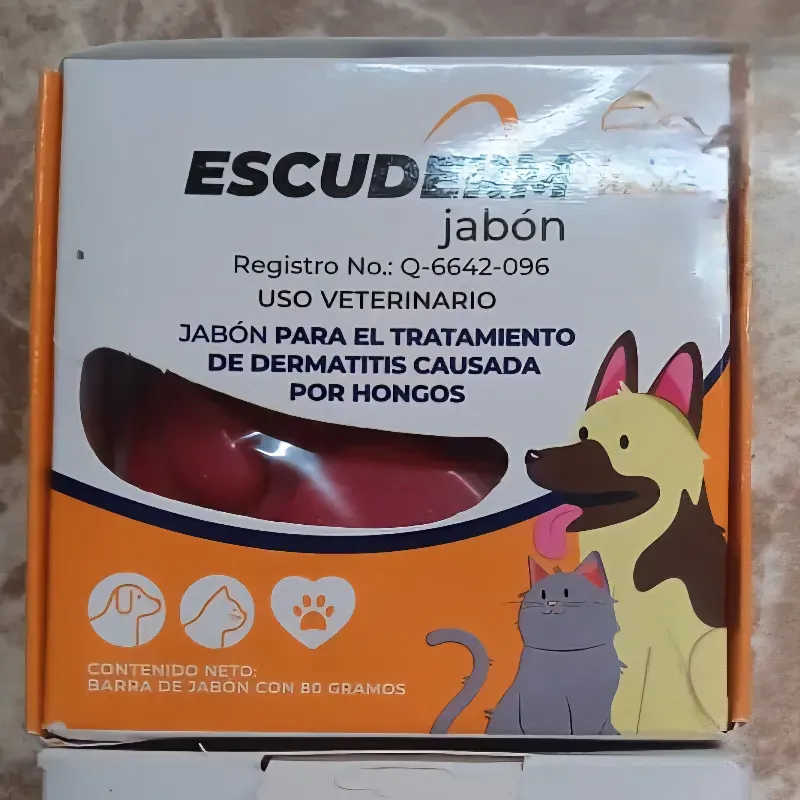 ESCUDERM
jabón
Registro No.: Q-6642-096
USO VETERINARIO
JABÓN PARA EL TRATAMIENTO
DE DERMATITIS CAUSADA
POR HONGOS
CONTENIDO NETO:
BARRA DE JABÓN CON 80 GRAMOS